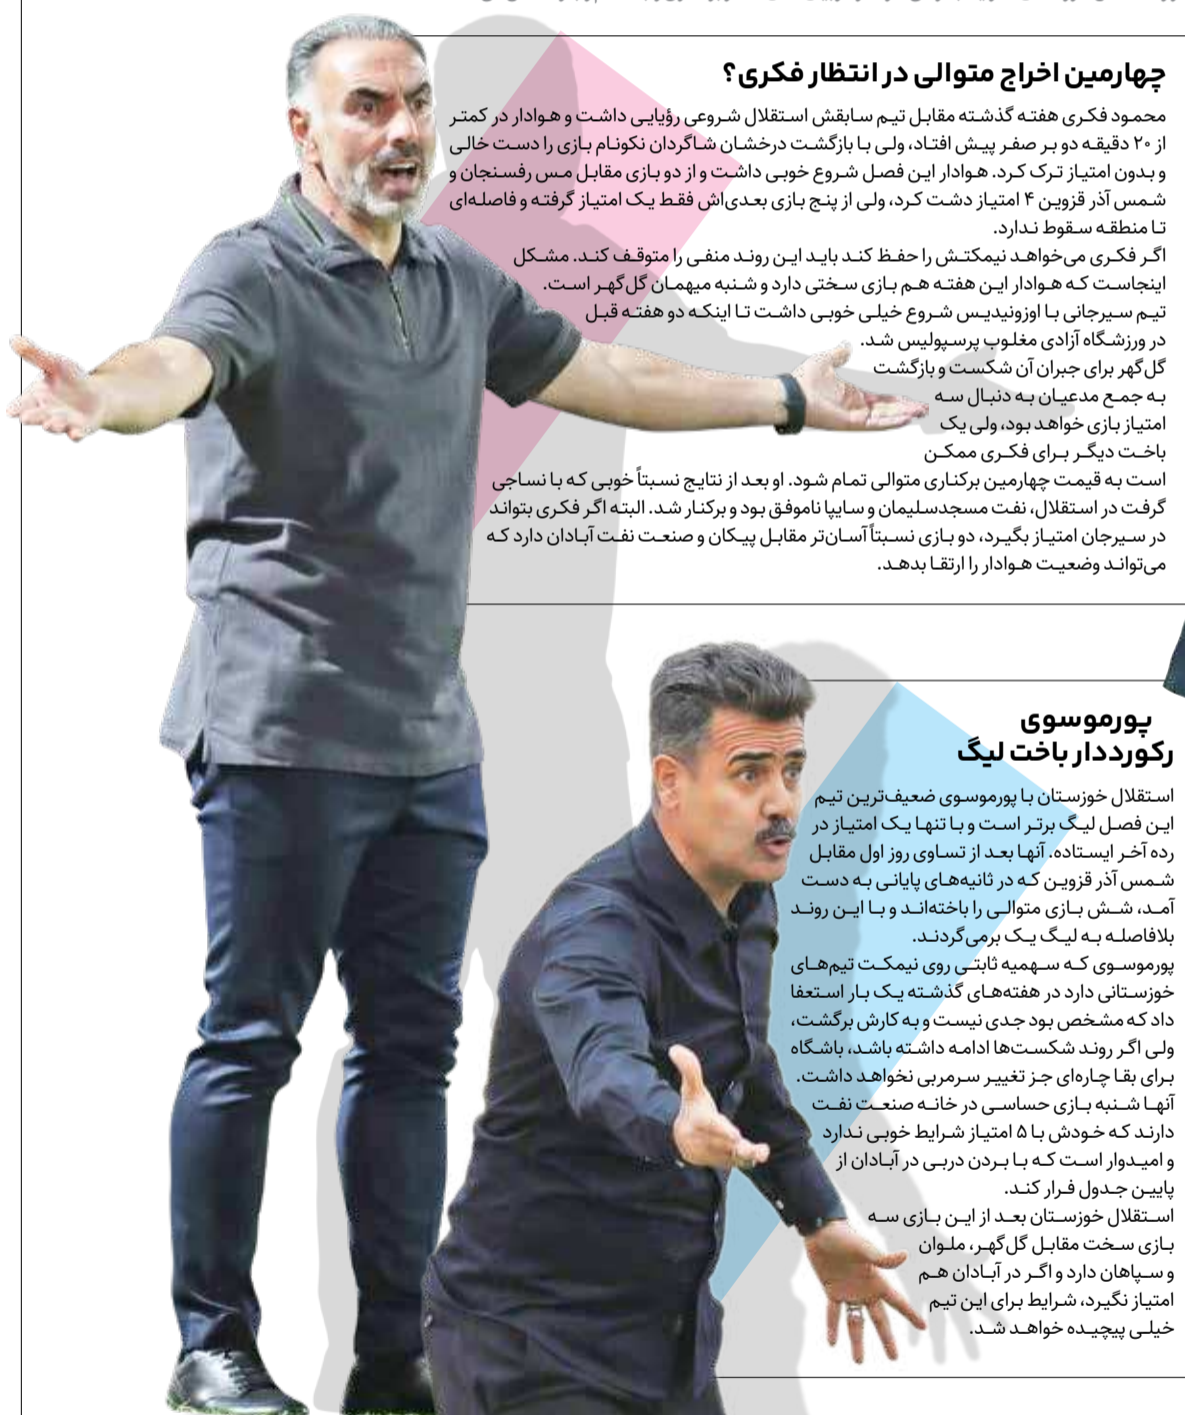 چهارمین اخراج متوالی در انتظار فکری؟
محمود فکری هفته گذشته مقابل تیم سابقش استقلال شروعی رؤیایی داشت و هوادار در کمتر
از ۲۰ دقیقه دو بر صفر پیش افتاد، ولی با بازگشت درخشان شاگردان نکونام بازی را دست خالی
و بدون امتیاز ترک کرد. هوادار این فصل شروع خوبی داشت و از دو بازی مقابل مس رفسنجان و
شمس آذر قزوین ۴ امتیاز دشت کرد، ولی از پنج بازی بعدی‌اش فقط یک امتیاز گرفته و فاصله‌ای
تا منطقه سقوط ندارد.
اگر فکری می‌خواهد نیمکتش را حفظ کند باید این روند منفی را متوقف کند. مشکل
اینجاست که هوادار این هفته هم بازی سختی دارد و شنبه میهمان گل‌گهر است.
تیم سیرجانی با اوزونیدیس شروع خیلی خوبی داشت تا اینکه دو هفته قبل
در ورزشگاه آزادی مغلوب پرسپولیس شد.
گل‌گهر برای جبران آن شکست و بازگشت
به جمع مدعیان به دنبال سه
امتیاز بازی خواهد بود، ولی یک
باخت دیگر برای فکری ممکن
است به قیمت چهارمین برکناری متوالی تمام شود. او بعد از نتایج نسبتاً خوبی که با نساجی
گرفت در استقلال، نفت مسجدسلیمان و سایپا ناموفق بود و برکنار شد. البته اگر فکری بتواند
در سیرجان امتیاز بگیرد، دو بازی نسبتاً آسان‌تر مقابل پیکان و صنعت نفت آبادان دارد که
می‌تواند وضعیت هوادار را ارتقا بدهد.
پورموسوی
رکورددار باخت لیگ
استقلال خوزستان با پورموسوی ضعیف‌ترین تیم
این فصل لیگ برتر است و با تنها یک امتیاز در
رده آخر ایستاده. آنها بعد از تساوی روز اول مقابل
شمس آذر قزوین که در ثانیه‌های پایانی به دست
آمد، شش بازی متوالی را باخته‌اند و با این روند
بلافاصله به لیگ یک برمی‌گردند.
پورموسوی که سهمیه ثابتی روی نیمکت تیم‌های
خوزستانی دارد در هفته‌های گذشته یک بار استعفا
داد که مشخص بود جدی نیست و به کارش برگشت،
ولی اگر روند شکست‌ها ادامه داشته باشد، باشگاه
برای بقا چاره‌ای جز تغییر سرمربی نخواهد داشت.
آنها شنبه بازی حساسی در خانه صنعت نفت
دارند که خودش با ۵ امتیاز شرایط خوبی ندارد
و امیدوار است که با بردن دربی در آبادان از
پایین جدول فرار کند.
استقلال خوزستان بعد از این بازی سه
بازی سخت مقابل گل‌گهر، ملوان
و سپاهان دارد و اگر در آبادان هم
امتیاز نگیرد، شرایط برای این تیم
خیلی پیچیده خواهد شد.